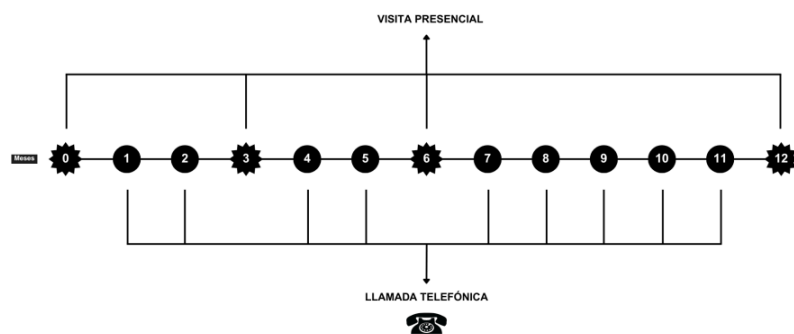 VISITA PRESENCIAL
Meses 0 1 2 3 4 5 6 7 8 9 10 11 12
LLAMADA TELEFÓNICA